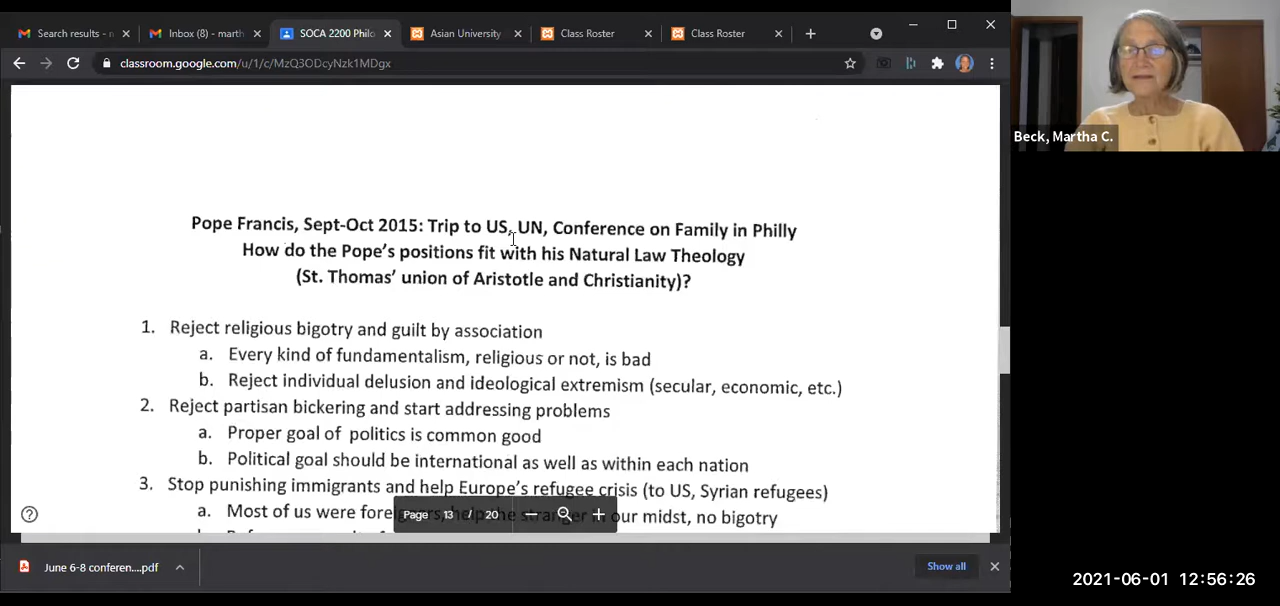 Search results - n
Inbox (8) - marth
SOCA 2200 Philo
Asian University
Class Roster
Class Roster
classroom.google.com/u/1/c/MzQ3ODcyNzk1MDgx
Beck, Martha C.
Pope Francis, Sept-Oct 2015: Trip to US, UN, Conference on Family in Philly
How do the Pope's positions fit with his Natural Law Theology
(St. Thomas' union of Aristotle and Christianity)?
1. Reject religious bigotry and guilt by association
a. Every kind of fundamentalism, religious or not, is bad
b. Reject individual delusion and ideological extremism (secular, economic, etc.)
2. Reject partisan bickering and start addressing problems
a. Proper goal of politics is common good
b. Political goal should be international as well as within each nation
3. Stop punishing immigrants and help Europe's refugee crisis (to US, Syrian refugees)
a. Most of us were foreigners, help the stranger in our midst, no bigotry
Page 13 / 20
June 6-8 conferen....pdf
Show all
2021-06-01 12:56:26